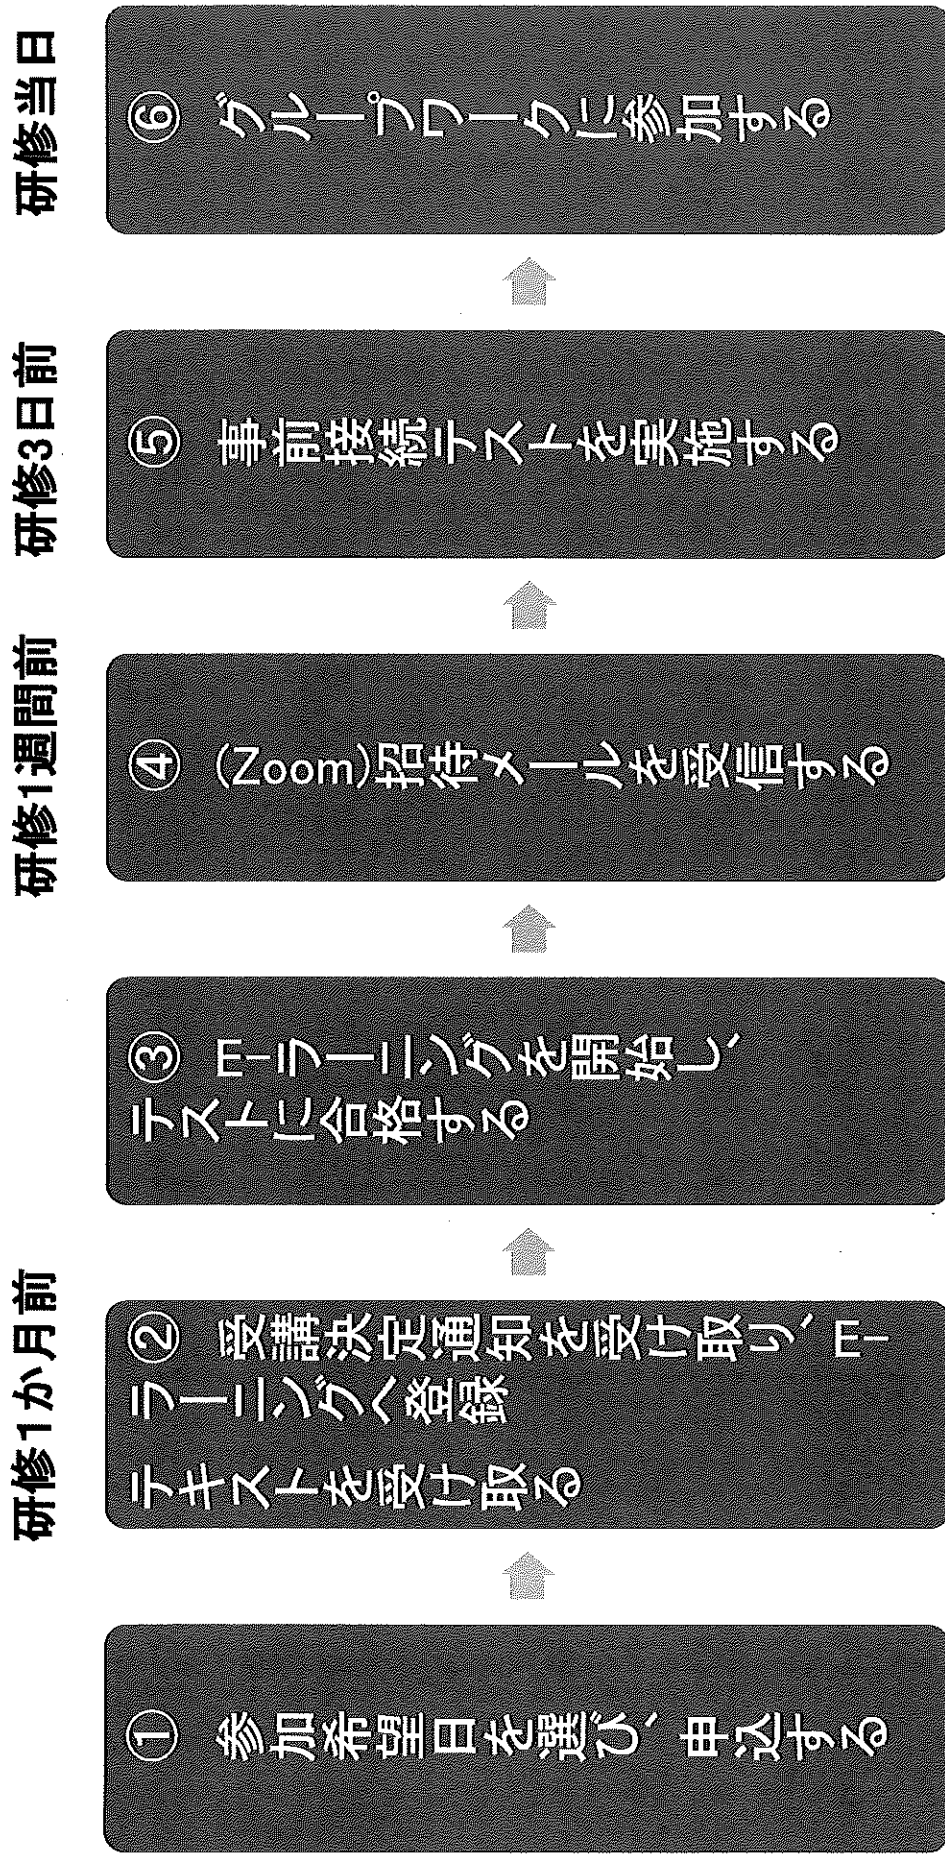 ① 参加希望日を選び、申込する
研修1か月前
② 受講決定通知を受け取り、E-
ラーニングへ登録
テキストを受け取る
③ E-ラーニングを開始し、
テストに合格する
研修1週間前
④ (Zoom)招待メールを受信する
研修3日前
⑤ 事前接続テストを実施する
研修当日
⑥ グループワークに参加する